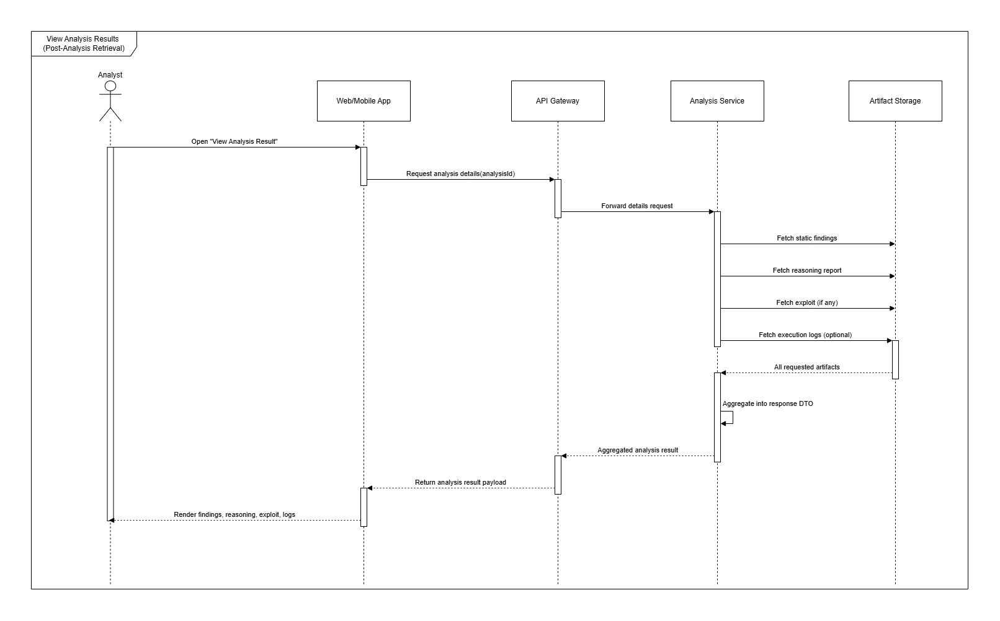 View Analysis Results
(Post-Analysis Retrieval)
Analyst
Web/Mobile App
API Gateway
Analysis Service
Artifact Storage
Open "View Analysis Result"
Request analysis details(analysisId)
Forward details request
Fetch static findings
Fetch reasoning report
Fetch exploit (if any)
Fetch execution logs (optional)
All requested artifacts
Aggregate into response DTO
Aggregated analysis result
Return analysis result payload
Render findings, reasoning, exploit, logs